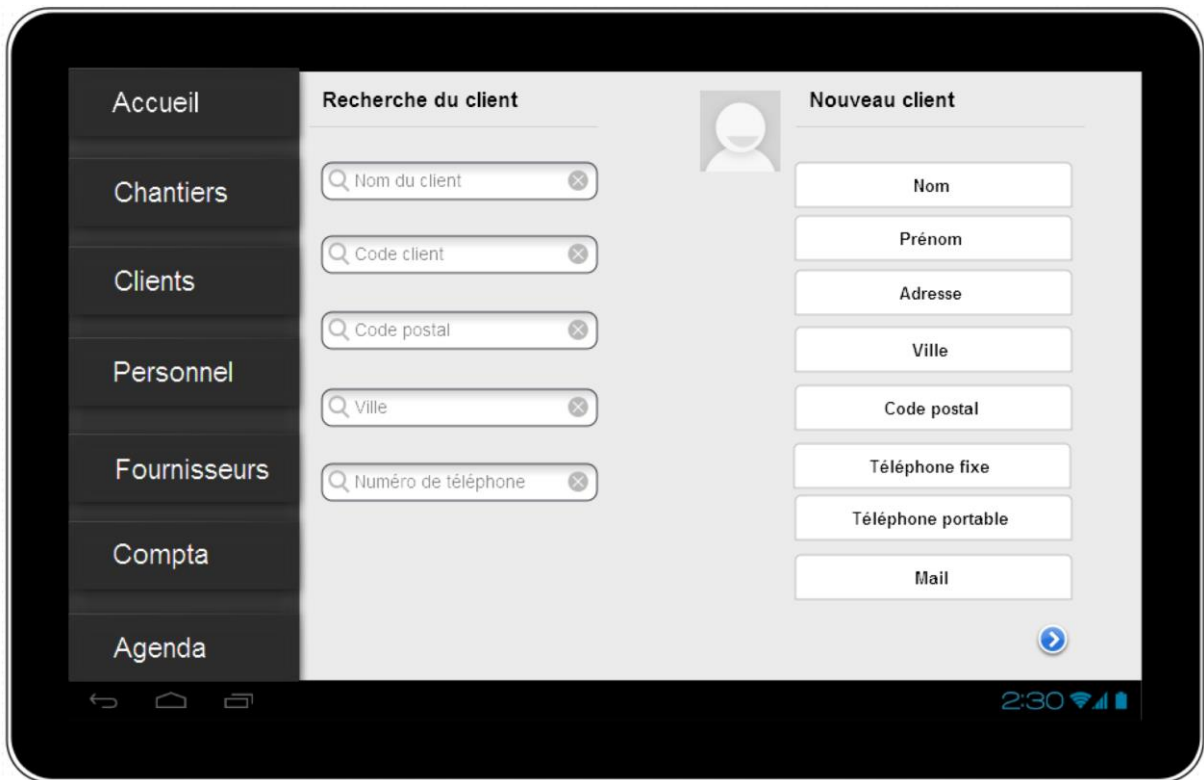 Accueil
Chantiers
Clients
Personnel
Fournisseurs
Compta
Agenda
Recherche du client
Nom du client
Code client
Code postal
Ville
Numéro de téléphone
Nouveau client
Nom
Prénom
Adresse
Ville
Code postal
Téléphone fixe
Téléphone portable
Mail
2:30